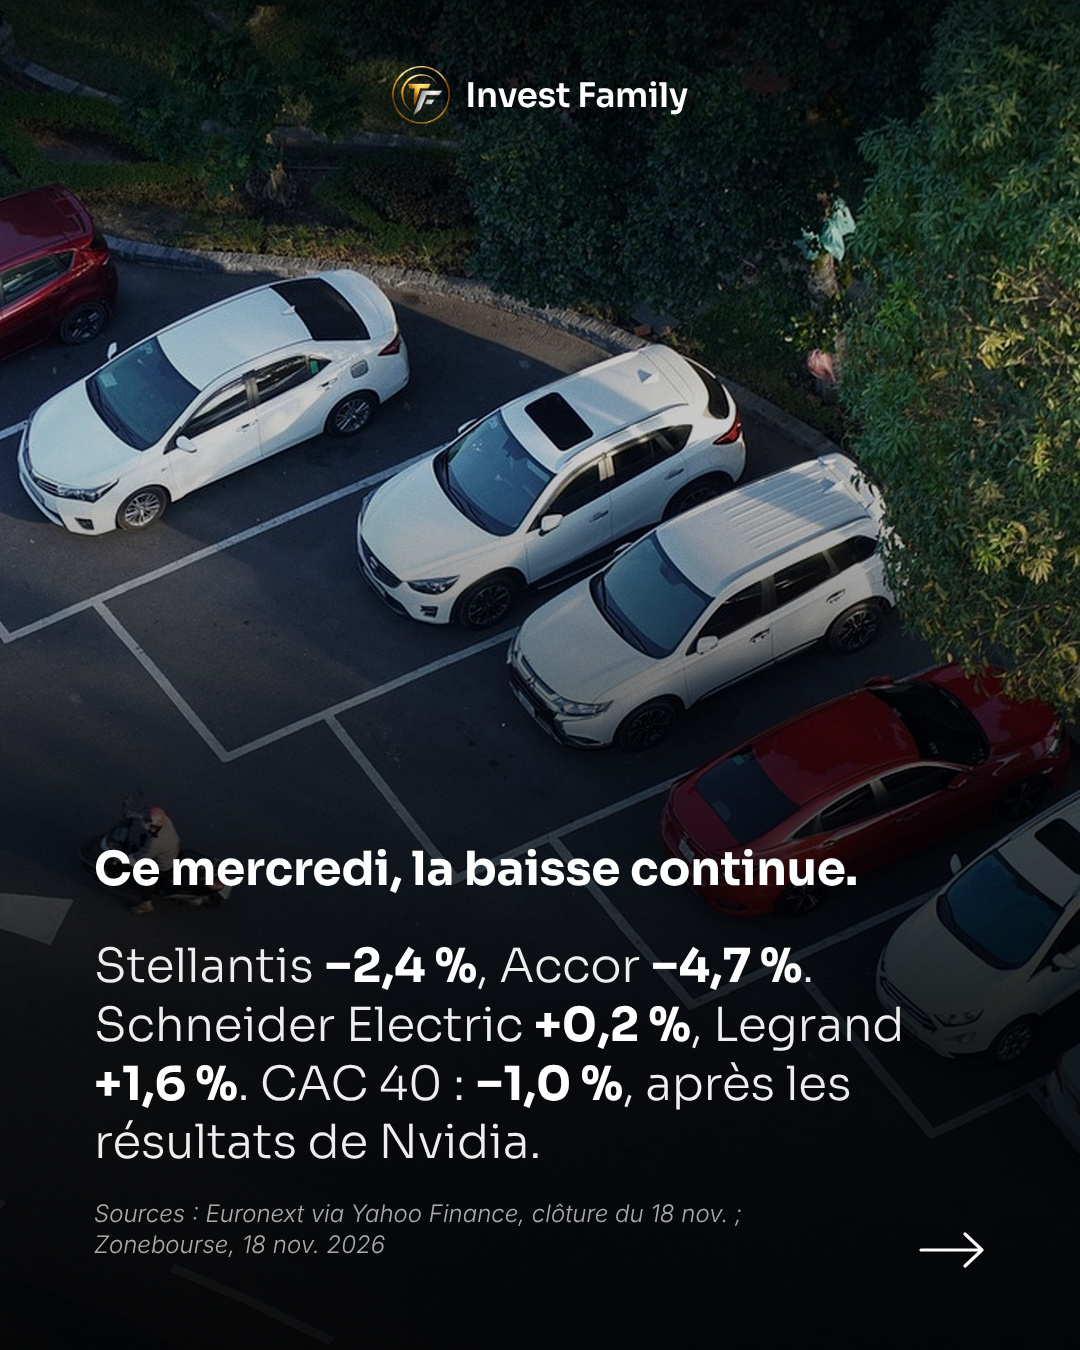 Invest Family
Ce mercredi, la baisse continue.
Stellantis −2,4 %, Accor −4,7 %.
Schneider Electric +0,2 %, Legrand
+1,6 %. CAC 40 : −1,0 %, après les
résultats de Nvidia.
Sources : Euronext via Yahoo Finance, clôture du 18 nov. ;
Zonebourse, 18 nov. 2026